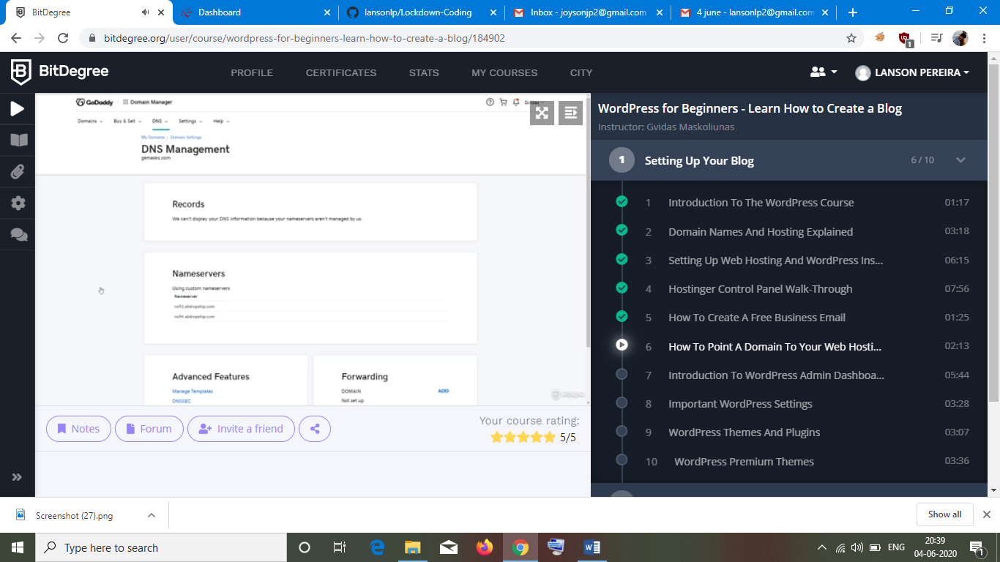 BitDegree
Dashboard
lansonlp/Lockdown-Coding
Inbox - joysonjp2@gmail.com
4 june - lansonlp2@gmail.com
bitdegree.org/user/course/wordpress-for-beginners-learn-how-to-create-a-blog/184902
1
BitDegree
PROFILE CERTIFICATES STATS MY COURSES CITY
LANSON PEREIRA
GoDaddy Domain Manager
Domains Buy & Sell DNS Settings Help
My Domains / Domain Settings
DNS Management
gemasks.com
Records
We can't display your DNS information because your nameservers aren't managed by us.
Nameservers
Using custom nameservers
Nameserver
ns93.alidropship.com
ns94.alidropship.com
Advanced Features
Manage Templates
DNSSEC
Forwarding
DOMAIN ADD
Not set up
BitDegree
Notes Forum Invite a friend
Your course rating:
5/5
WordPress for Beginners - Learn How to Create a Blog
Instructor: Gvidas Maskoliunas
1 Setting Up Your Blog 6 / 10
1 Introduction To The WordPress Course 01:17
2 Domain Names And Hosting Explained 03:18
3 Setting Up Web Hosting And WordPress Ins... 06:15
4 Hostinger Control Panel Walk-Through 07:56
5 How To Create A Free Business Email 01:25
6 How To Point A Domain To Your Web Hosti... 02:13
7 Introduction To WordPress Admin Dashboa... 05:44
8 Important WordPress Settings 03:28
9 WordPress Themes And Plugins 03:07
10 WordPress Premium Themes 03:36
Screenshot (27).png
Show all
Type here to search
ENG
20:39
04-06-2020
1